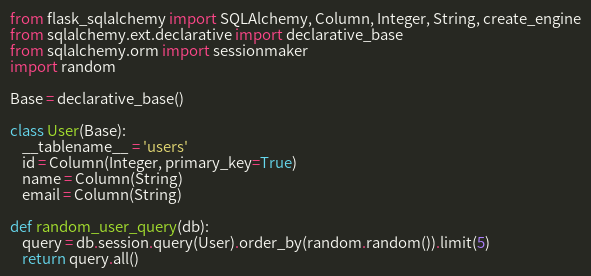 from flask_sqlalchemy import SQLAlchemy, Column, Integer, String, create_engine
from sqlalchemy.ext.declarative import declarative_base
from sqlalchemy.orm import sessionmaker
import random

Base = declarative_base()

class User(Base):
    __tablename__ = 'users'
    id = Column(Integer, primary_key=True)
    name = Column(String)
    email = Column(String)

def random_user_query(db):
    query = db.session.query(User).order_by(random.random()).limit(5)
    return query.all()